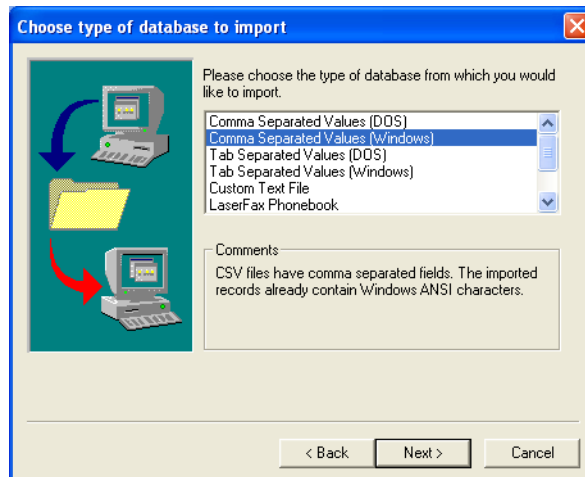 Choose type of database to import
Please choose the type of database from which you would
like to import.
Comma Separated Values (DOS)
Comma Separated Values (Windows)
Tab Separated Values (DOS)
Tab Separated Values (Windows)
Custom Text File
LaserFax Phonebook
Comments
CSV files have comma separated fields. The imported
records already contain Windows ANSI characters.
< Back
Next >
Cancel